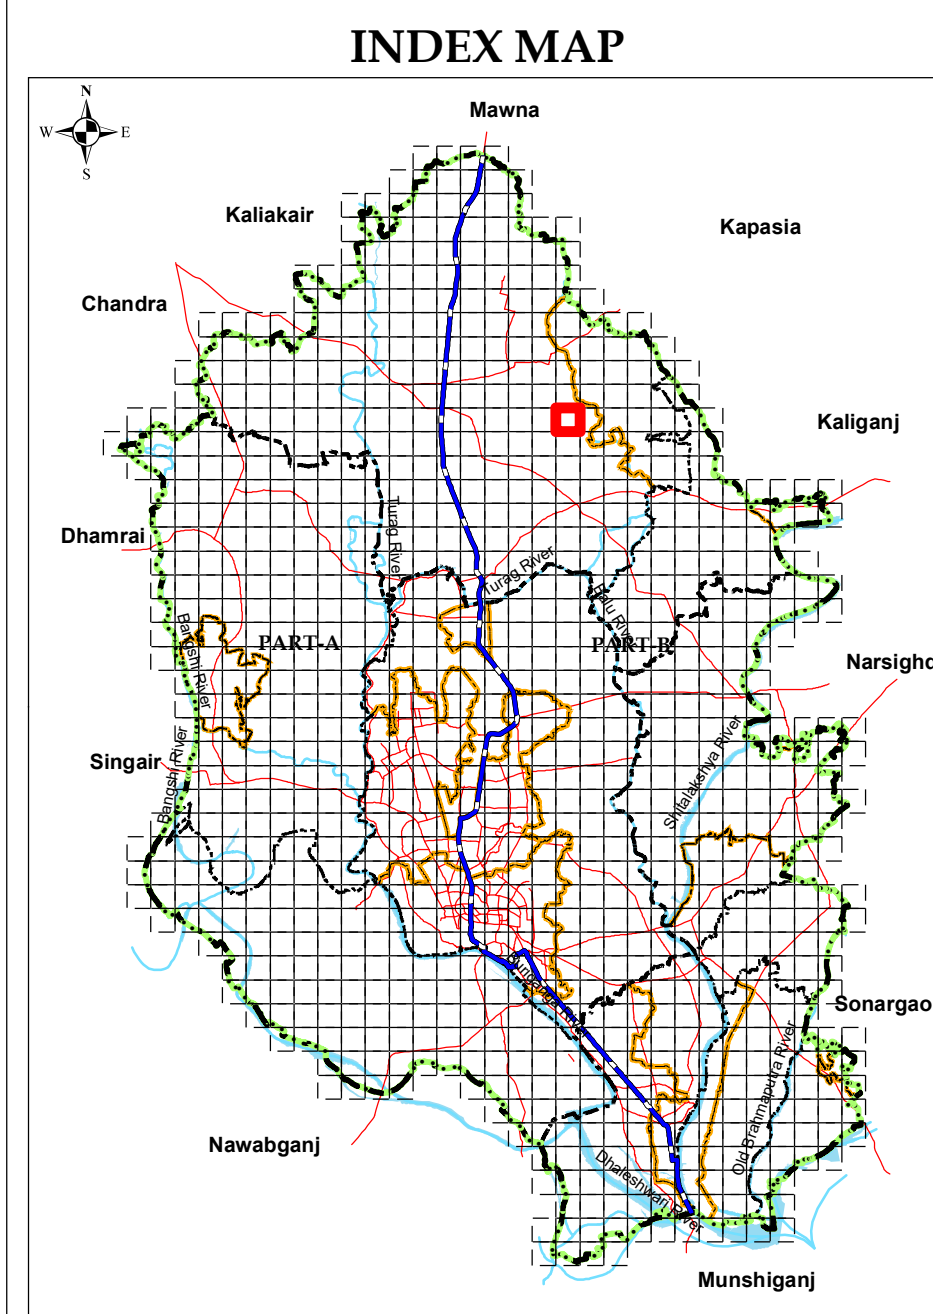 INDEX MAP
N
W
E
S
Mawna
Kaliakair
Kapasia
Chandra
Kaliganj
Dhamrai
Turag River
Turag River
Balu River
Bangshi River
PART-A
PART-B
Narsighd
Shitalakshya River
Singair
Bangshi River
Buriganga River
Sonargao
Old Brahmaputra River
Nawabganj
Dhaleshwari River
Munshiganj